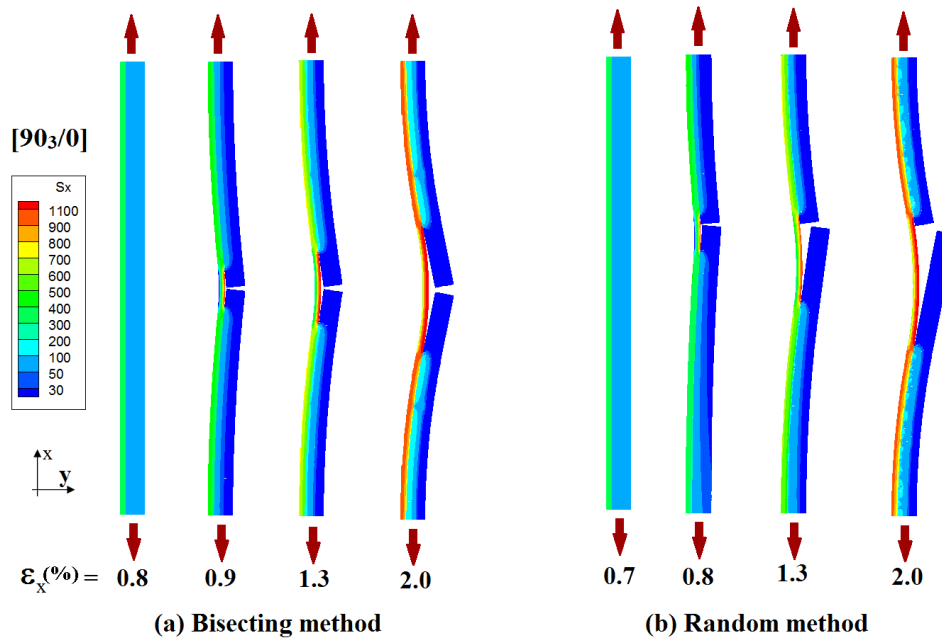 [90₃/0]
Sx
1100
900
800
700
600
500
400
300
200
100
50
30
x
y
εₓ(%) = 0.8 0.9 1.3 2.0 0.7 0.8 1.3 2.0
(a) Bisecting method (b) Random method